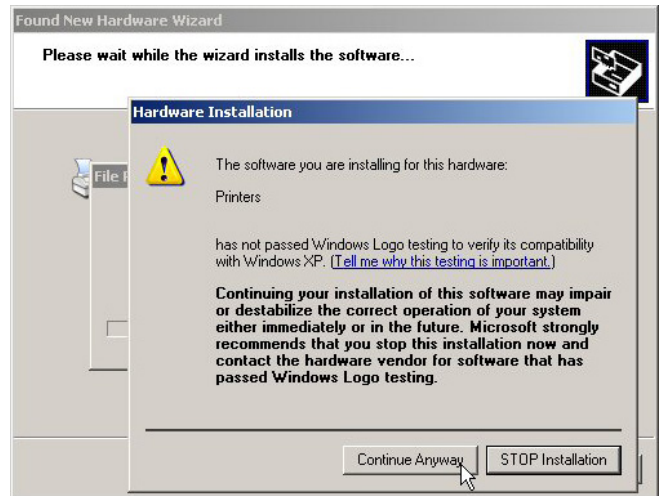 Found New Hardware Wizard
Please wait while the wizard installs the software...
Hardware Installation
File
The software you are installing for this hardware:
Printers
has not passed Windows Logo testing to verify its compatibility
with Windows XP. (Tell me why this testing is important.)
Continuing your installation of this software may impair
or destabilize the correct operation of your system
either immediately or in the future. Microsoft strongly
recommends that you stop this installation now and
contact the hardware vendor for software that has
passed Windows Logo testing.
Continue Anyway
STOP Installation